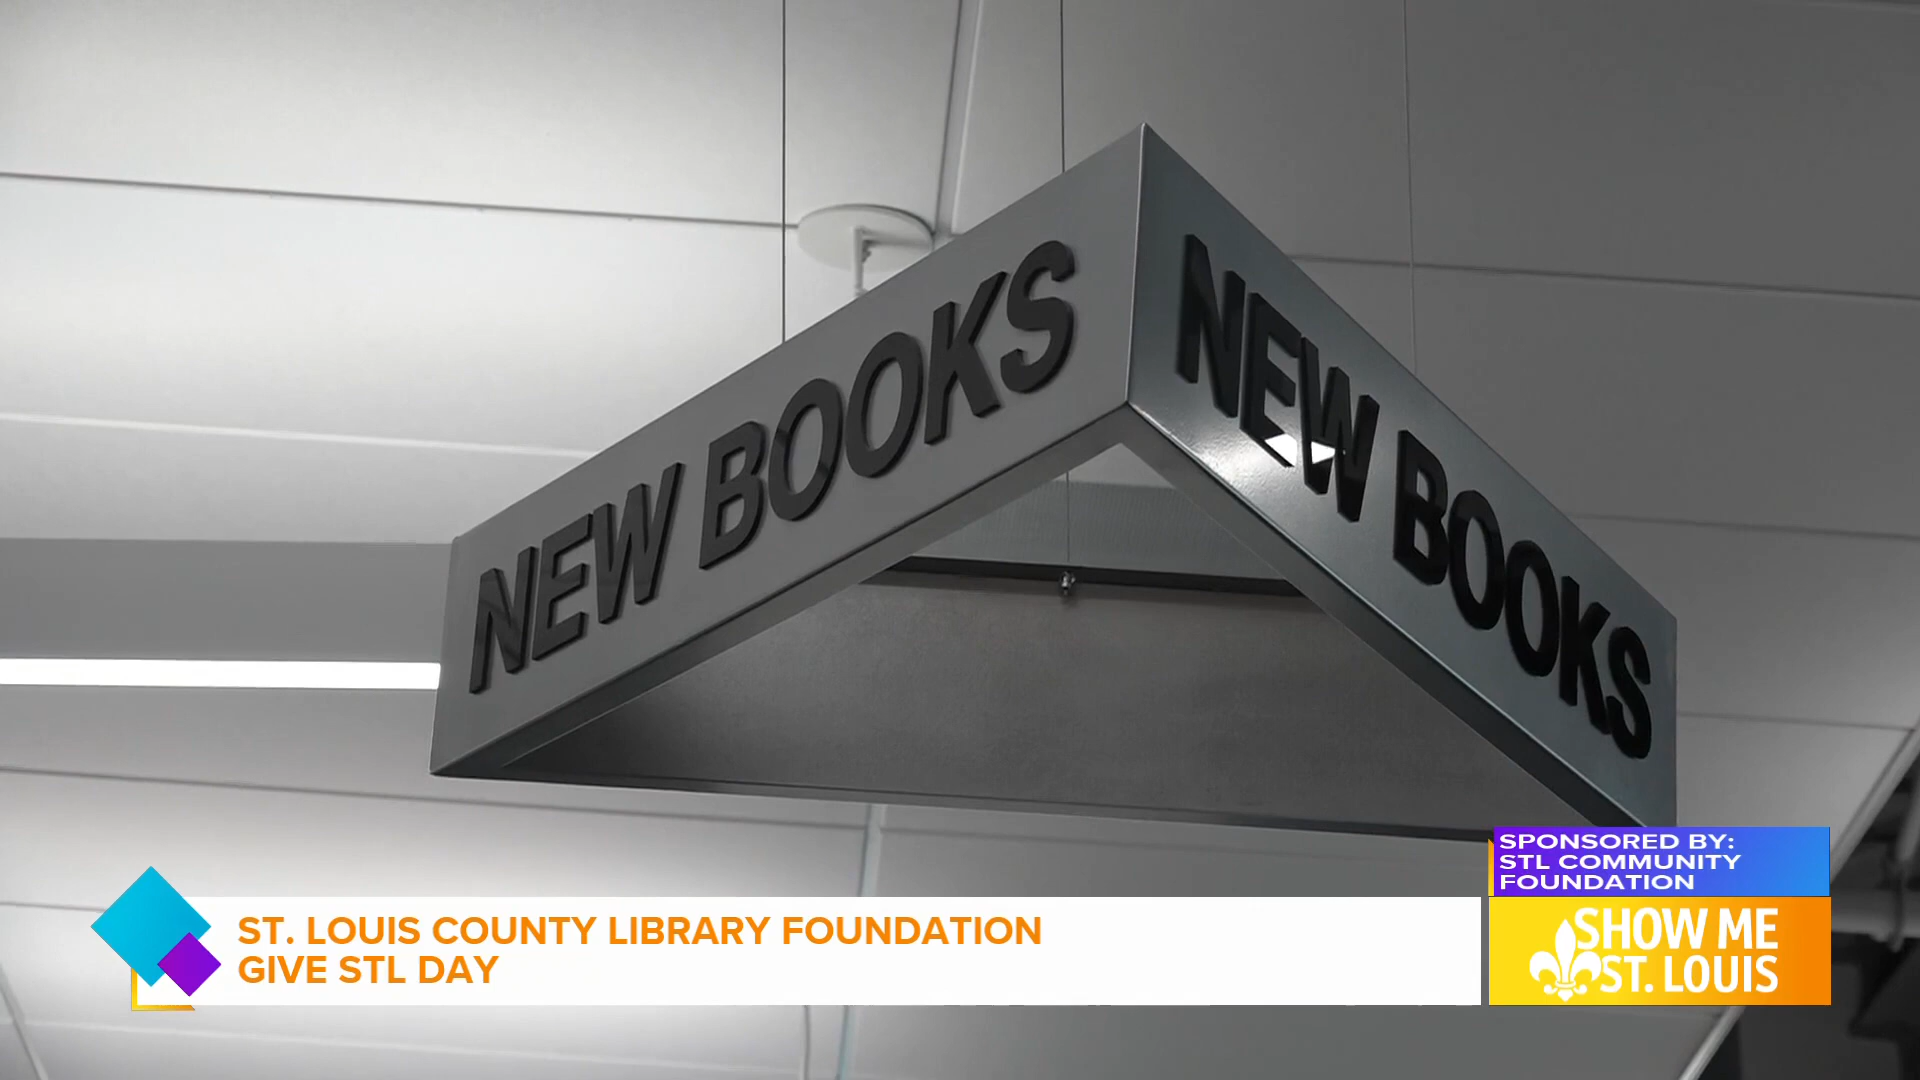 NEW BOOKS
NEW BOOKS
SPONSORED BY:
STL COMMUNITY
FOUNDATION
ST. LOUIS COUNTY LIBRARY FOUNDATION
GIVE STL DAY
SHOW ME
ST. LOUIS